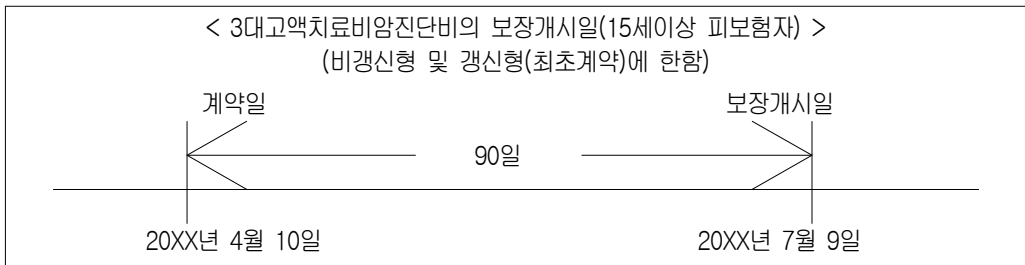 < 3대고액치료비암진단비의 보장개시일(15세이상 피보험자) >
(비갱신형 및 갱신형(최초계약)에 한함)
계약일 보장개시일
90일
20XX년 4월 10일 20XX년 7월 9일